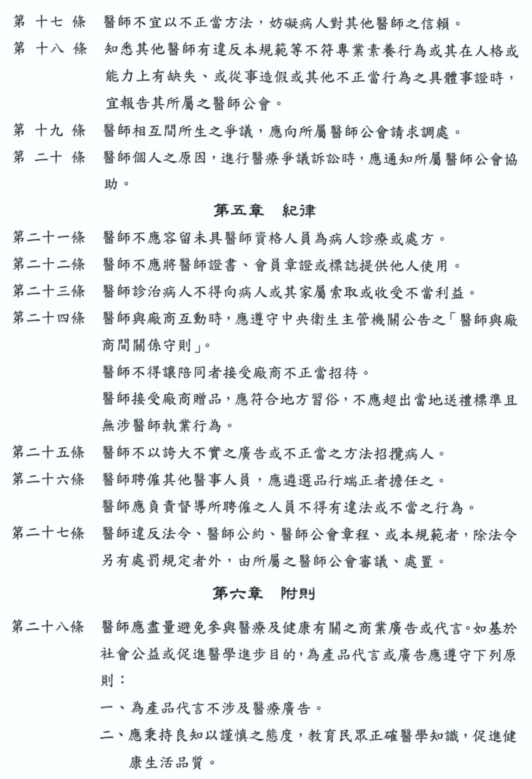 第 十七 條 醫師不宜以不正當方法,妨礙病人對其他醫師之信賴。
第 十八 條 知悉其他醫師有違反本規範等不符專業素養行為或其在人格或
能力上有缺失、或從事造假或其他不正當行為之具體事證時,
宜報告其所屬之醫師公會。
第 十九 條 醫師相互間所生之爭議,應向所屬醫師公會請求調處。
第 二十 條 醫師個人之原因,進行醫療爭議訴訟時,應通知所屬醫師公會協
助。
第五章 紀律
第二十一條 醫師不應容留未具醫師資格人員為病人診療或處方。
第二十二條 醫師不應將醫師證書、會員章證或標誌提供他人使用。
第二十三條 醫師診治病人不得向病人或其家屬索取或收受不當利益。
第二十四條 醫師與廠商互動時,應遵守中央衛生主管機關公告之「醫師與廠
商間關係守則」。
醫師不得讓陪同者接受廠商不正當招待。
醫師接受廠商贈品,應符合地方習俗,不應超出當地送禮標準且
無涉醫師執業行為。
第二十五條 醫師不以誇大不實之廣告或不正當之方法招攬病人。
第二十六條 醫師聘僱其他醫事人員,應遴選品行端正者擔任之。
醫師應負責督導所聘僱之人員不得有違法或不當之行為。
第二十七條 醫師違反法令、醫師公約、醫師公會章程、或本規範者,除法令
另有處罰規定者外,由所屬之醫師公會審議、處置。
第六章 附則
第二十八條 醫師應盡量避免參與醫療及健康有關之商業廣告或代言。如基於
社會公益或促進醫學進步目的,為產品代言或廣告應遵守下列原
則:
一、為產品代言不涉及醫療廣告。
二、應秉持良知以謹慎之態度,教育民眾正確醫學知識,促進健
康生活品質。